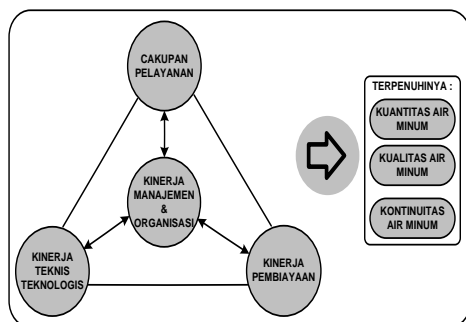 CAKUPAN
PELAYANAN
KINERJA
MANAJEMEN
&
ORGANISASI
KINERJA
TEKNIS
TEKNOLOGIS
KINERJA
PEMBIAYAAN
TERPENUHINYA :
KUANTITAS AIR
MINUM
KUALITAS AIR
MINUM
KONTINUITAS
AIR MINUM